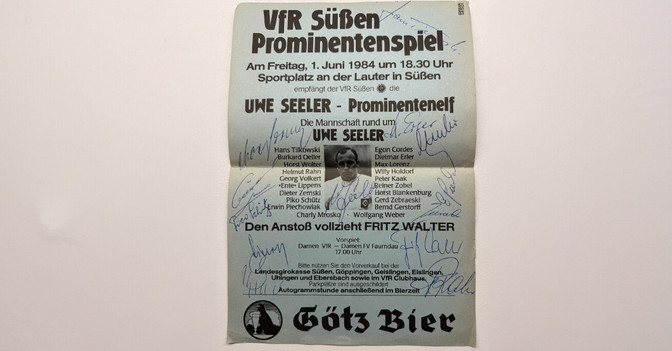 VfR Süßen
Prominentenspiel
Am Freitag, 1. Juni 1984 um 18.30 Uhr
Sportplatz an der Lauter in Süßen
empfängt der VfR Süßen die
UWE SEELER - Prominentenelf
Die Mannschaft rund um
UWE SEELER
Hans Tilkowski
Burkard Oeller
Horst Wolter
Helmut Rahn
Georg Volkert
•Ente• Lippens
Dieter Zemski
Piko Schütz
Erwin Piechowiak
Egon Cordes
Dietmar Erler
Max Lorenz
Willy Holdorf
Peter Kaak
Reiner Zobel
Horst Blankenburg
Gerd Zebraeski
Bernd Gerstorff
Charly Mrosko - Wolfgang Weber
Den Anstoß vollzieht FRITZ WALTER
Vorspiel:
Damen VfR — Damen FV Faurndau
17.00 Uhr
Bitte nützen Sie den Vorverkauf bei der
Landesgirokasse Süßen, Göppingen, Geislingen, Eislingen,
Uhingen und Ebersbach sowie im VfR Clubhaus.
Parkplätze sind ausgeschildert
Autogrammstunde anschließend im Bierzelt
Götz Bier